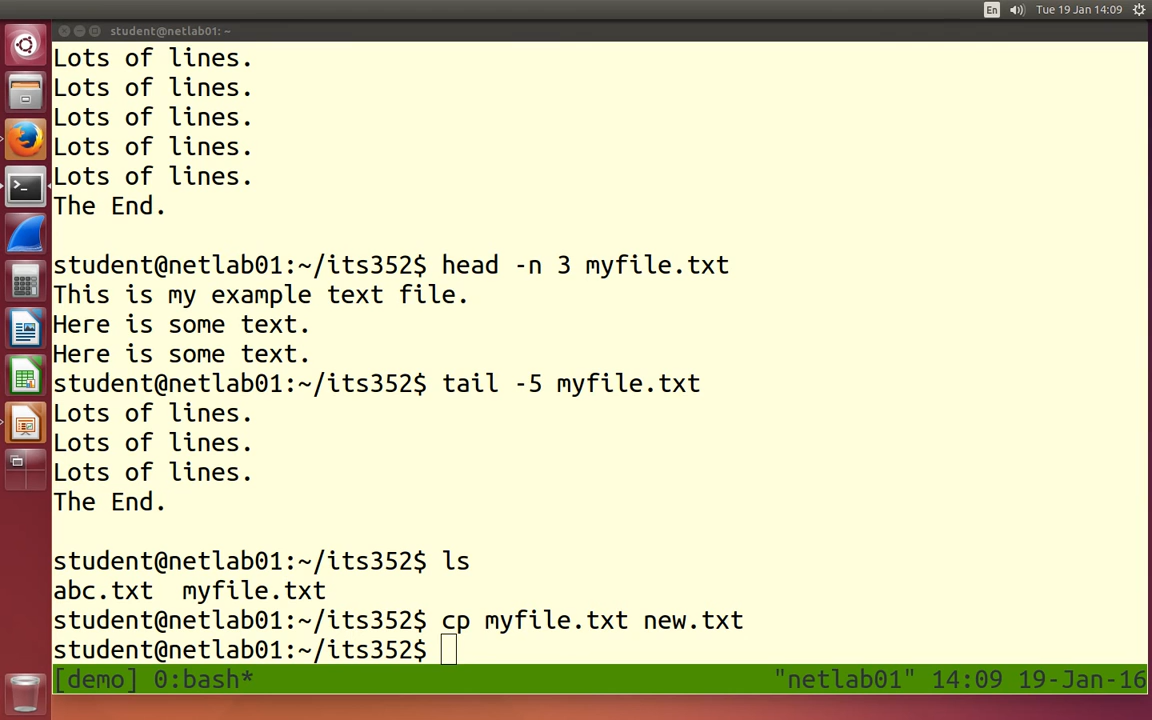 En Tue 19 Jan 14:09
student@netlab01: ~
Lots of lines.
Lots of lines.
Lots of lines.
Lots of lines.
Lots of lines.
The End.
student@netlab01:~/its352$ head -n 3 myfile.txt
This is my example text file.
Here is some text.
Here is some text.
student@netlab01:~/its352$ tail -5 myfile.txt
Lots of lines.
Lots of lines.
Lots of lines.
The End.
student@netlab01:~/its352$ ls
abc.txt  myfile.txt
student@netlab01:~/its352$ cp myfile.txt new.txt
student@netlab01:~/its352$
[demo] 0:bash* "netlab01" 14:09 19-Jan-16